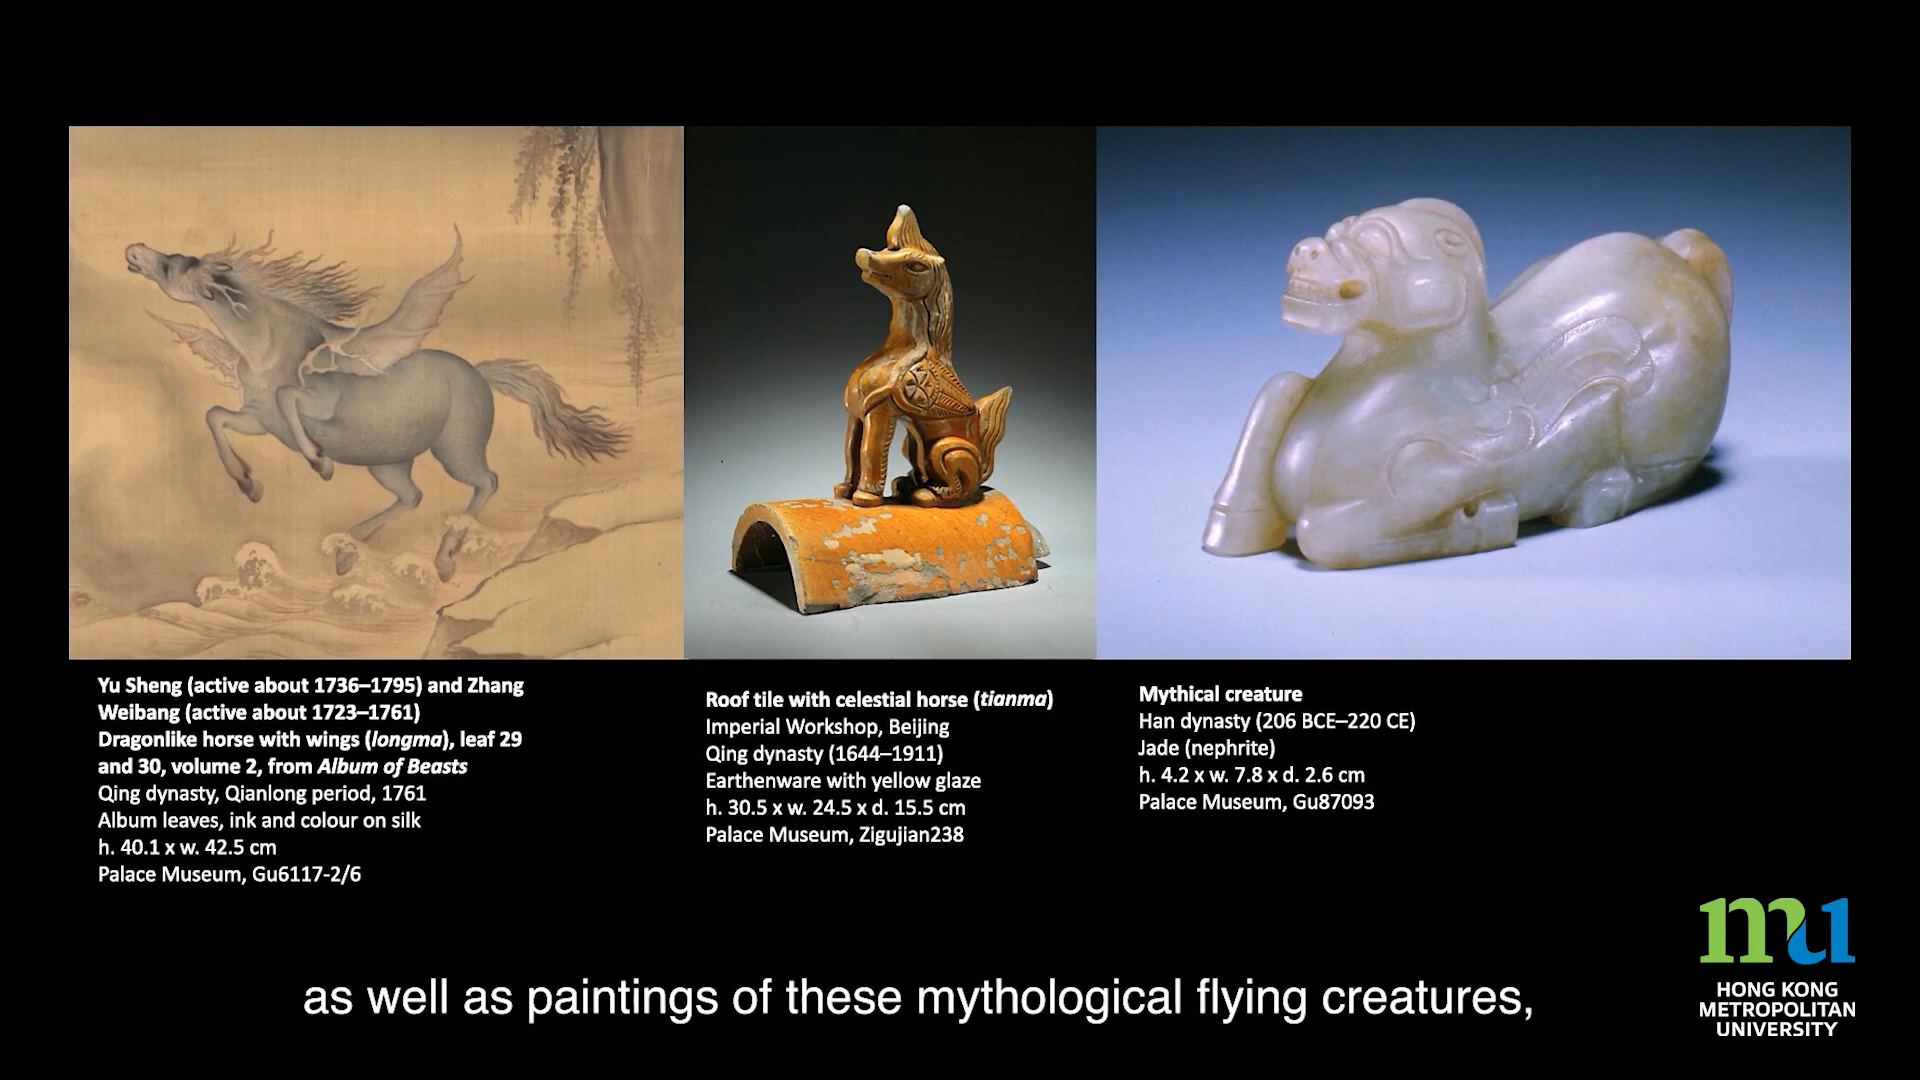 Yu Sheng (active about 1736–1795) and Zhang
Weibang (active about 1723–1761)
Dragonlike horse with wings (longma), leaf 29
and 30, volume 2, from Album of Beasts
Qing dynasty, Qianlong period, 1761
Album leaves, ink and colour on silk
h. 40.1 x w. 42.5 cm
Palace Museum, Gu6117-2/6
Roof tile with celestial horse (tianma)
Imperial Workshop, Beijing
Qing dynasty (1644–1911)
Earthenware with yellow glaze
h. 30.5 x w. 24.5 x d. 15.5 cm
Palace Museum, Zigujian238
Mythical creature
Han dynasty (206 BCE–220 CE)
Jade (nephrite)
h. 4.2 x w. 7.8 x d. 2.6 cm
Palace Museum, Gu87093
as well as paintings of these mythological flying creatures,
mu
HONG KONG
METROPOLITAN
UNIVERSITY